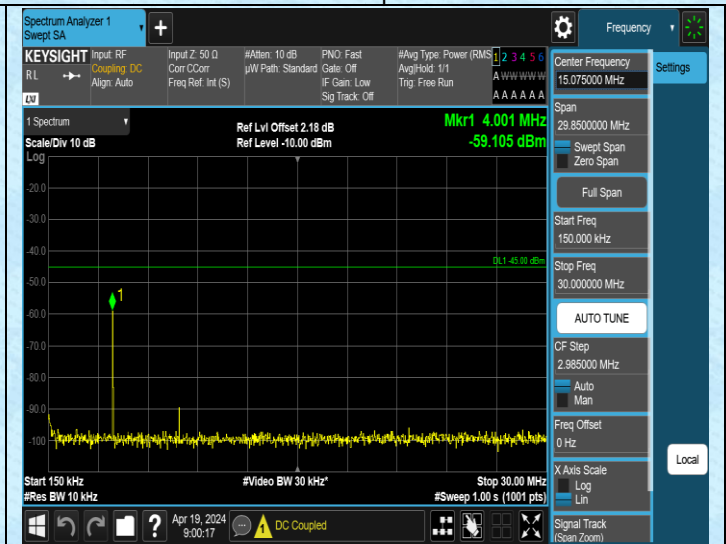 Spectrum Analyzer 1
Swept SA
Frequency
KEYSIGHT
RL
LXI
Input: RF
Coupling: DC
Align: Auto
Input Z: 50 Ω
Corr CCorr
Freq Ref: Int (S)
#Atten: 10 dB
µW Path: Standard
PNO: Fast
Gate: Off
IF Gain: Low
Sig Track: Off
#Avg Type: Power (RMS
Avg|Hold: 1/1
Trig: Free Run
1 2 3 4 5 6
A W W W W W
A A A A A A
1 Spectrum
Scale/Div 10 dB
Log
Ref Lvl Offset 2.18 dB
Ref Level -10.00 dBm
Mkr1 4.001 MHz
-59.105 dBm
-20.0
-30.0
-40.0
DL1 -45.00 dBm
-50.0
1
-60.0
-70.0
-80.0
-90.0
-100
Start 150 kHz
#Res BW 10 kHz
#Video BW 30 kHz*
Stop 30.00 MHz
#Sweep 1.00 s (1001 pts)
?
Apr 19, 2024
9:00:17
DC Coupled
Center Frequency
15.075000 MHz
Settings
Span
29.8500000 MHz
Swept Span
Zero Span
Full Span
Start Freq
150.000 kHz
Stop Freq
30.000000 MHz
AUTO TUNE
CF Step
2.985000 MHz
Auto
Man
Freq Offset
0 Hz
X Axis Scale
Log
Lin
Local
Signal Track
(Span Zoom)